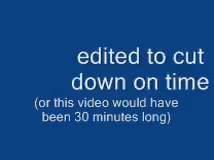 edited to cut
down on time
(or this video would have
been 30 minutes long)